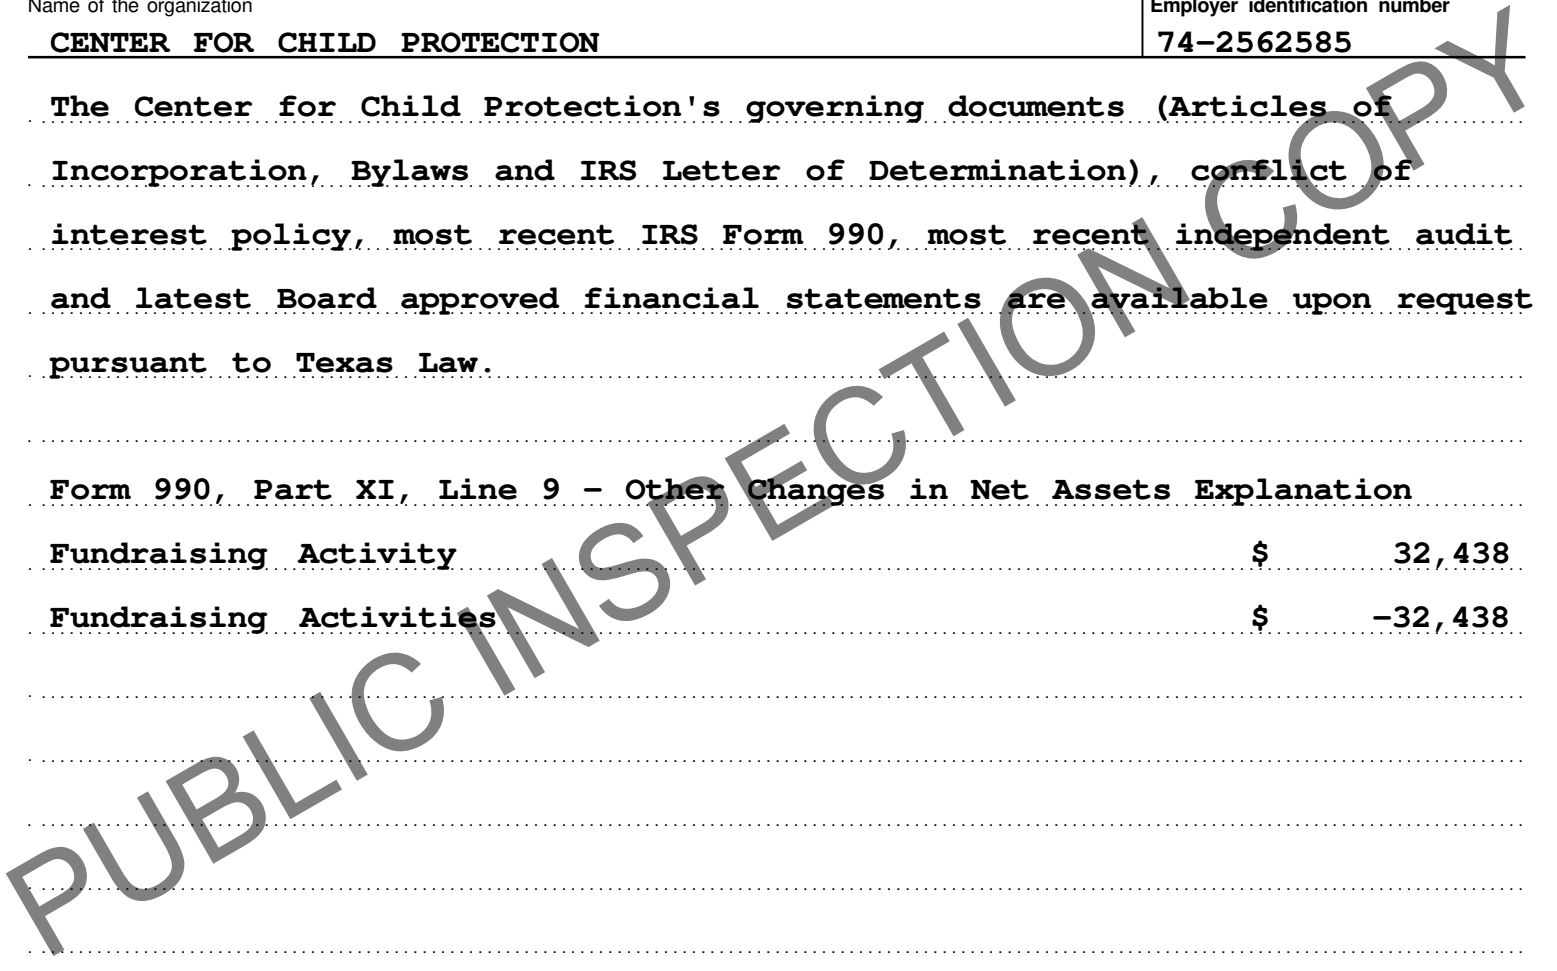 Name of the organization
Employer identification number
CENTER FOR CHILD PROTECTION
74-2562585
The Center for Child Protection's governing documents (Articles of
Incorporation, Bylaws and IRS Letter of Determination), conflict of
interest policy, most recent IRS Form 990, most recent independent audit
and latest Board approved financial statements are available upon request
pursuant to Texas Law.
Form 990, Part XI, Line 9 - Other Changes in Net Assets Explanation
Fundraising Activity $ 32,438
Fundraising Activities $ -32,438
PUBLIC INSPECTION COPY